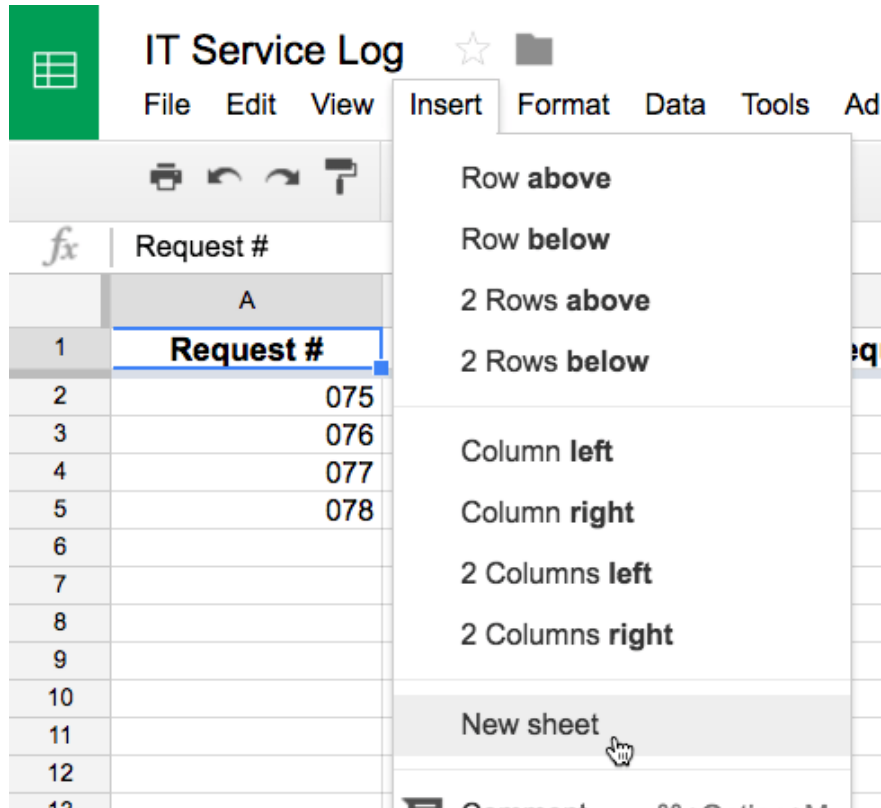 IT Service Log
File Edit View Insert Format Data Tools Ad
Row above
Row below
2 Rows above
2 Rows below
Column left
Column right
2 Columns left
2 Columns right
New sheet
fx Request #
A
1 Request #
2 075
3 076
4 077
5 078
6
7
8
9
10
11
12